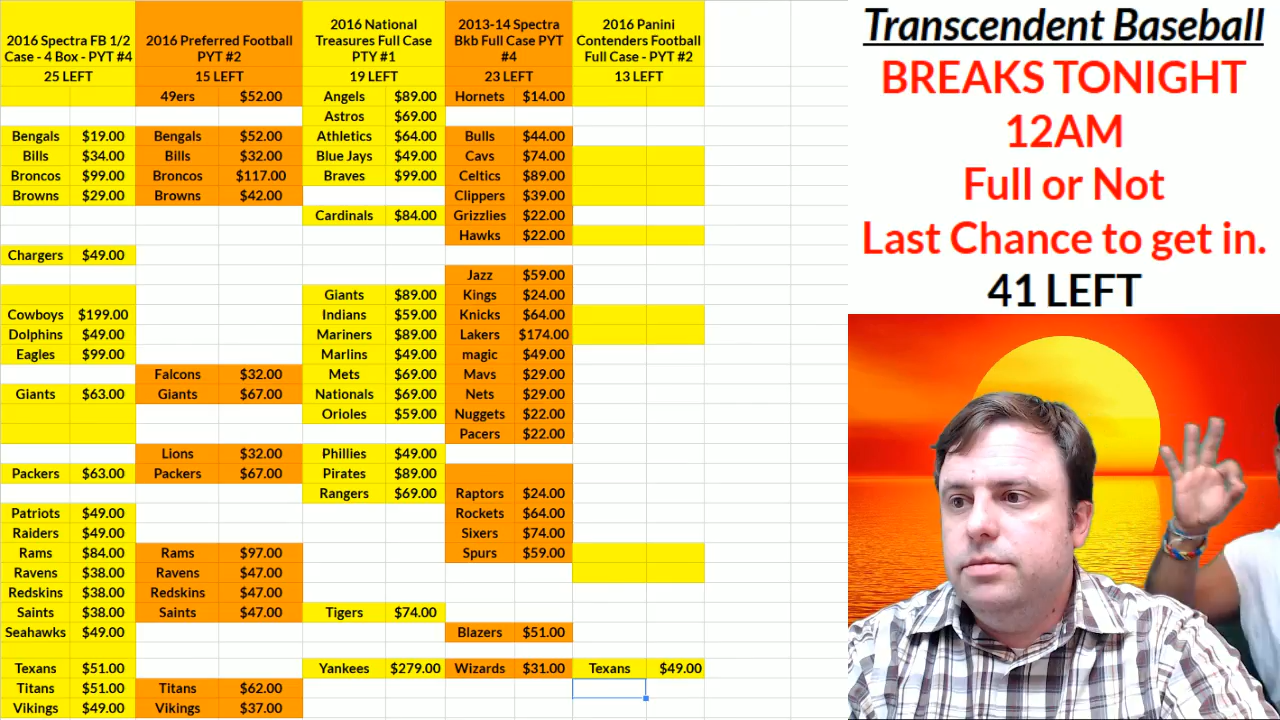 2016 Spectra FB 1/2
Case - 4 Box - PYT #4
25 LEFT
Bengals $19.00
Bills $34.00
Broncos $99.00
Browns $29.00
Chargers $49.00
Cowboys $199.00
Dolphins $49.00
Eagles $99.00
Giants $63.00
Packers $63.00
Patriots $49.00
Raiders $49.00
Rams $84.00
Ravens $38.00
Redskins $38.00
Saints $38.00
Seahawks $49.00
Texans $51.00
Titans $51.00
Vikings $49.00
2016 Preferred Football
PYT #2
15 LEFT
49ers $52.00
Bengals $52.00
Bills $32.00
Broncos $117.00
Browns $42.00
Falcons $32.00
Giants $67.00
Lions $32.00
Packers $67.00
Rams $97.00
Ravens $47.00
Redskins $47.00
Saints $47.00
Titans $62.00
Vikings $37.00
2016 National
Treasures Full Case
PTY #1
19 LEFT
Angels $89.00
Astros $69.00
Athletics $64.00
Blue Jays $49.00
Braves $99.00
Cardinals $84.00
Giants $89.00
Indians $59.00
Mariners $89.00
Marlins $49.00
Mets $69.00
Nationals $69.00
Orioles $59.00
Phillies $49.00
Pirates $89.00
Rangers $69.00
Tigers $74.00
Yankees $279.00
2013-14 Spectra
Bkb Full Case PYT
#4
23 LEFT
Hornets $14.00
Bulls $44.00
Cavs $74.00
Celtics $89.00
Clippers $39.00
Grizzlies $22.00
Hawks $22.00
Jazz $59.00
Kings $24.00
Knicks $64.00
Lakers $174.00
magic $49.00
Mavs $29.00
Nets $29.00
Nuggets $22.00
Pacers $22.00
Raptors $24.00
Rockets $64.00
Sixers $74.00
Spurs $59.00
Blazers $51.00
Wizards $31.00
2016 Panini
Contenders Football
Full Case - PYT #2
13 LEFT
Texans $49.00
Transcendent Baseball
BREAKS TONIGHT
12AM
Full or Not
Last Chance to get in.
41 LEFT